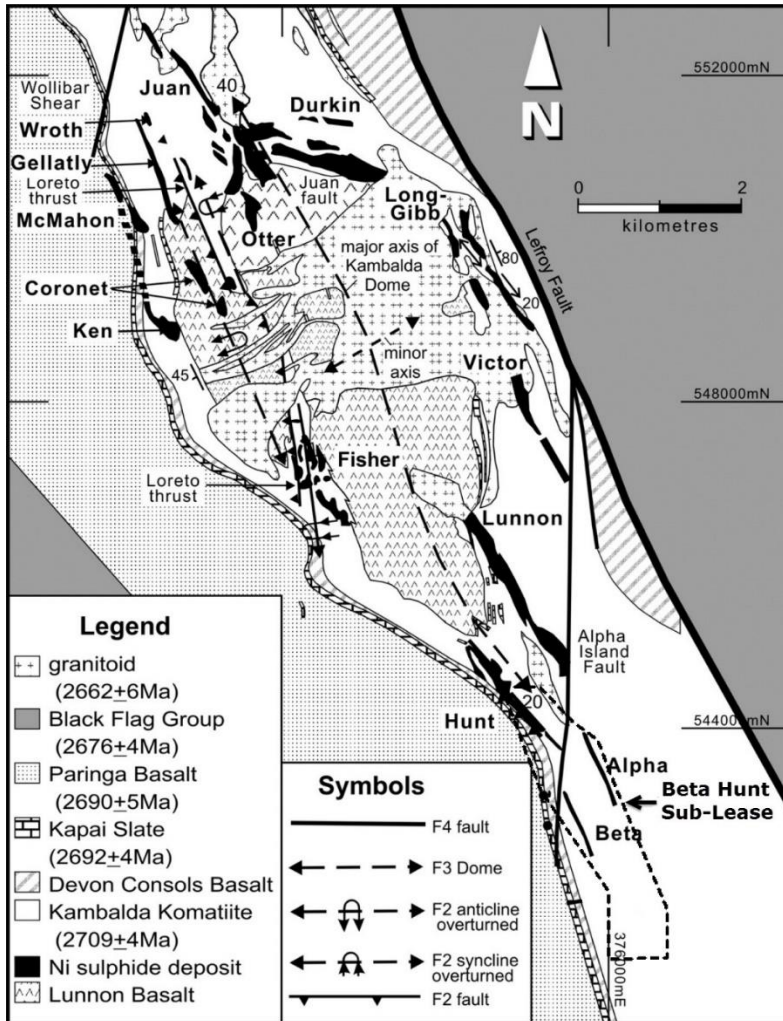 552000mN
Wollibar
Shear
Juan
40
Durkin
N
Wroth
Gellatly
Loreto
thrust
McMahon
Juan
fault
Long-
Gibb
0
2
kilometres
Otter
major axis of
Kambalda
Dome
80
20
Lefroy Fault
Coronet
Ken
minor
axis
45
Victor
548000mN
Fisher
Loreto
thrust
Lunnon
Alpha
Island
Fault
20
Hunt
544000mN
Alpha
Beta Hunt
Sub-Lease
Beta
376000mE
Legend
granitoid
(2662±6Ma)
Black Flag Group
(2676±4Ma)
Paringa Basalt
(2690±5Ma)
Kapai Slate
(2692±4Ma)
Devon Consols Basalt
Kambalda Komatiite
(2709±4Ma)
Ni sulphide deposit
Lunnon Basalt
Symbols
F4 fault
F3 Dome
F2 anticline
overturned
F2 syncline
overturned
F2 fault